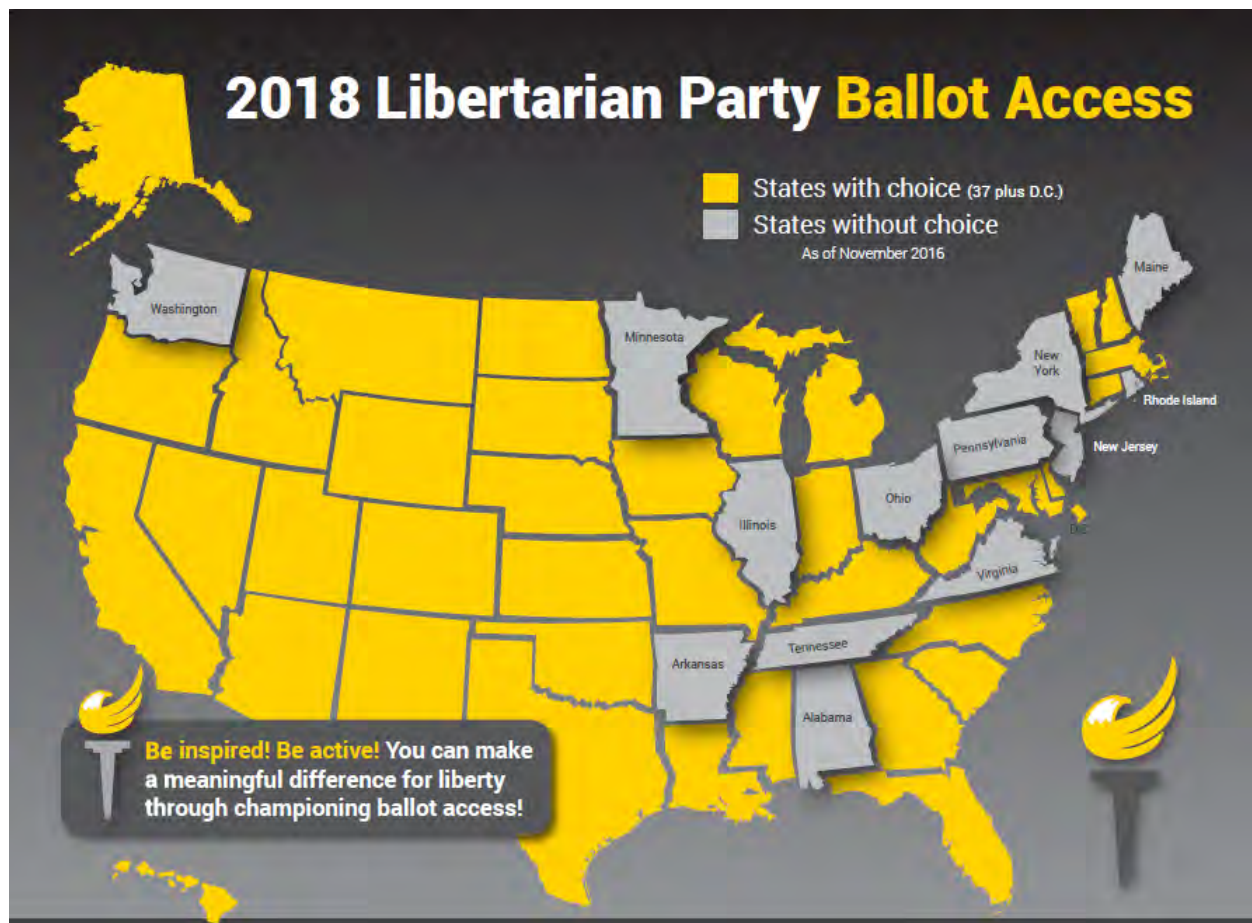 2018 Libertarian Party Ballot Access
States with choice (37 plus D.C.)
States without choice
As of November 2016
Maine
Washington
Minnesota
New
York
Rhode Island
Pennsylvania
New Jersey
Ohio
Illinois
D.C.
Virginia
Tennessee
Arkansas
Alabama
Be inspired! Be active! You can make
a meaningful difference for liberty
through championing ballot access!